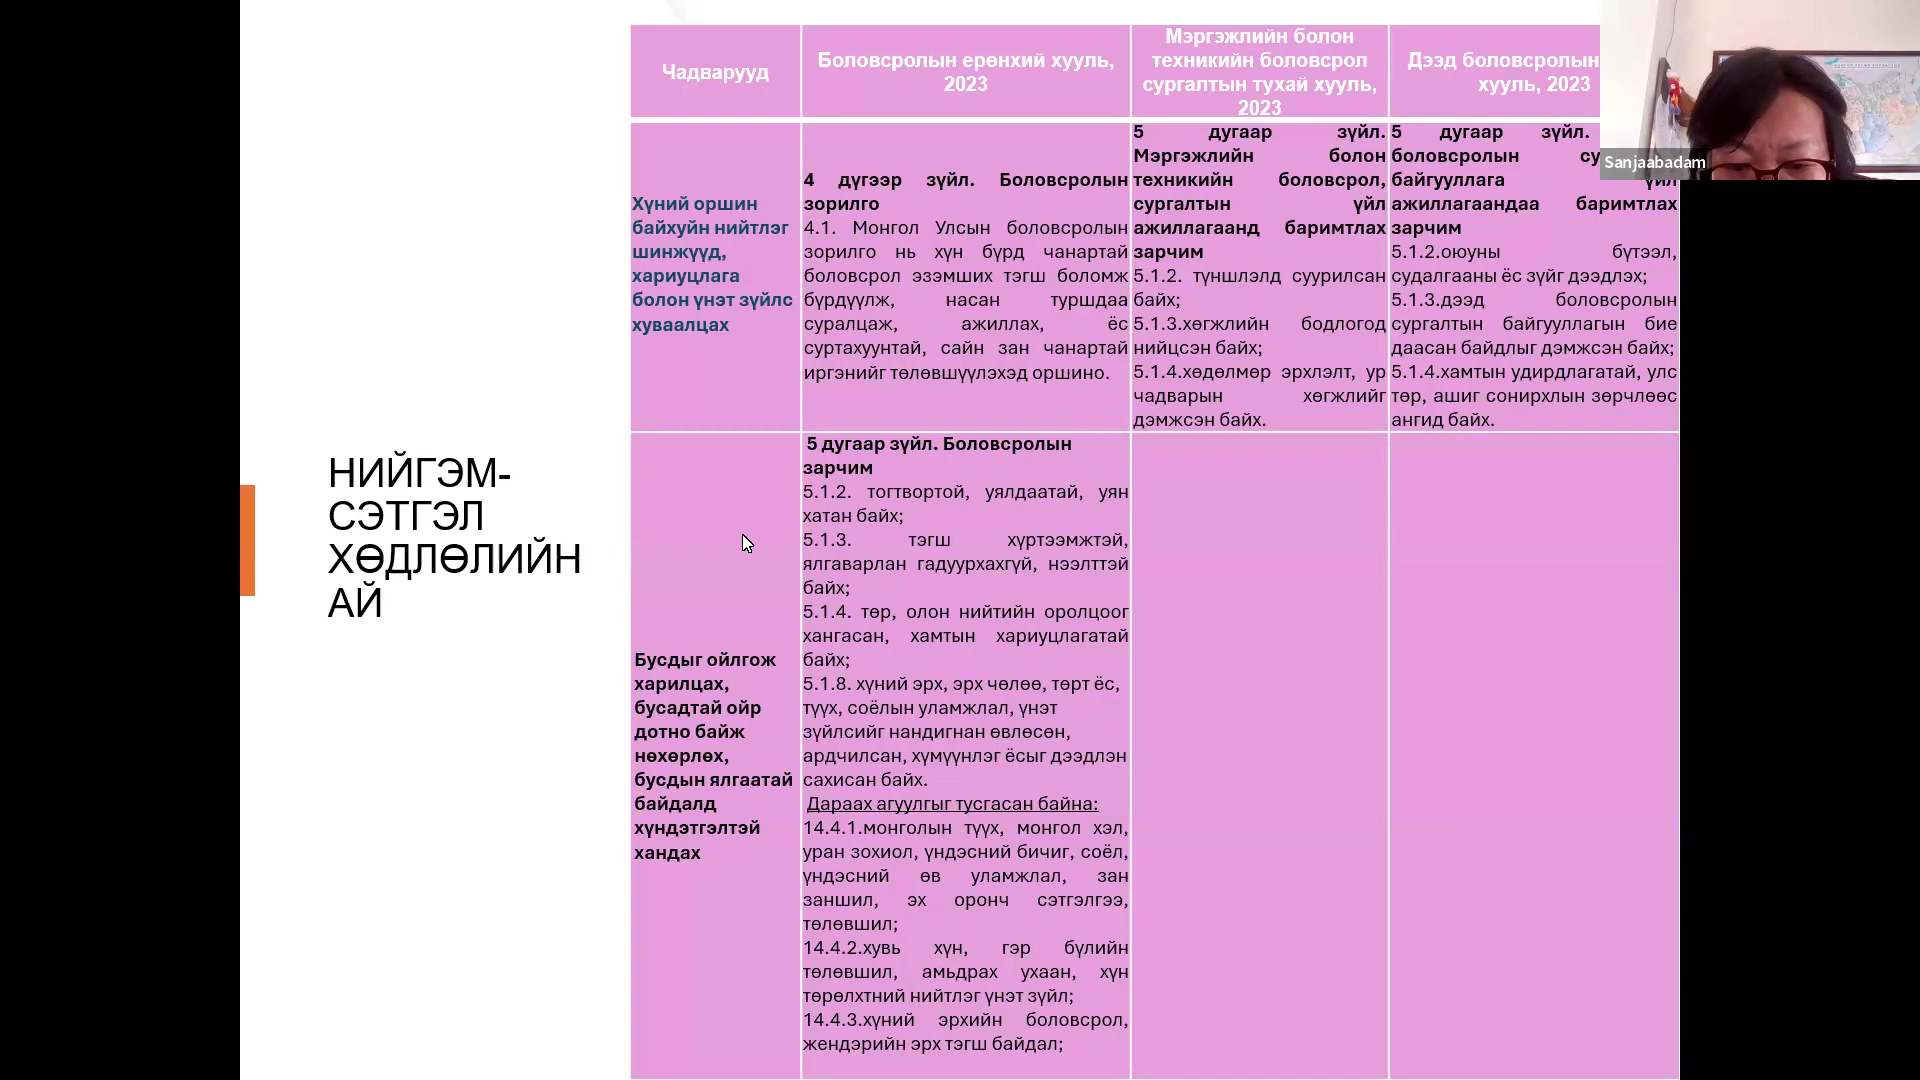 НИЙГЭМ-
СЭТГЭЛ
ХӨДЛӨЛИЙН
АЙ
Чадварууд
Боловсролын ерөнхий хууль,
2023
Мэргэжлийн болон
техникийн боловсрол
сургалтын тухай хууль,
2023
Дээд боловсролын
хууль, 2023
Хүний оршин
байхуйн нийтлэг
шинжүүд,
хариуцлага
болон үнэт зүйлс
хуваалцах
4 дүгээр зүйл. Боловсролын
зорилго
4.1. Монгол Улсын боловсролын
зорилго нь хүн бүрд чанартай
боловсрол эзэмших тэгш боломж
бүрдүүлж, насан туршдаа
суралцаж, ажиллах, ёс
суртахуунтай, сайн зан чанартай
иргэнийг төлөвшүүлэхэд оршино.
5 дугаар зүйл.
Мэргэжлийн болон
техникийн боловсрол,
сургалтын үйл
ажиллагаанд баримтлах
зарчим
5.1.2. түншлэлд суурилсан
байх;
5.1.3.хөгжлийн бодлогод
нийцсэн байх;
5.1.4.хөдөлмөр эрхлэлт, ур
чадварын хөгжлийг
дэмжсэн байх.
5 дугаар зүйл.
боловсролын
байгууллага үйл
ажиллагаандаа баримтлах
зарчим
5.1.2.оюуны бүтээл,
судалгааны ёс зүйг дээдлэх;
5.1.3.дээд боловсролын
сургалтын байгууллагын бие
даасан байдлыг дэмжсэн байх;
5.1.4.хамтын удирдлагатай, улс
төр, ашиг сонирхлын зөрчлөөс
ангид байх.
Бусдыг ойлгож
харилцах,
бусадтай ойр
дотно байж
нөхөрлөх,
бусдын ялгаатай
байдалд
хүндэтгэлтэй
хандах
5 дугаар зүйл. Боловсролын
зарчим
5.1.2. тогтвортой, уялдаатай, уян
хатан байх;
5.1.3. тэгш хүртээмжтэй,
ялгаварлан гадуурхахгүй, нээлттэй
байх;
5.1.4. төр, олон нийтийн оролцоог
хангасан, хамтын хариуцлагатай
байх;
5.1.8. хүний эрх, эрх чөлөө, төрт ёс,
түүх, соёлын уламжлал, үнэт
зүйлсийг нандигнан өвлөсөн,
ардчилсан, хүмүүнлэг ёсыг дээдлэн
сахисан байх.
Дараах агуулгыг тусгасан байна:
14.4.1.монголын түүх, монгол хэл,
уран зохиол, үндэсний бичиг, соёл,
үндэсний өв уламжлал, зан
заншил, эх оронч сэтгэлгээ,
төлөвшил;
14.4.2.хувь хүн, гэр бүлийн
төлөвшил, амьдрах ухаан, хүн
төрөлхтний нийтлэг үнэт зүйл;
14.4.3.хүний эрхийн боловсрол,
жендэрийн эрх тэгш байдал;
Sanjaabadam